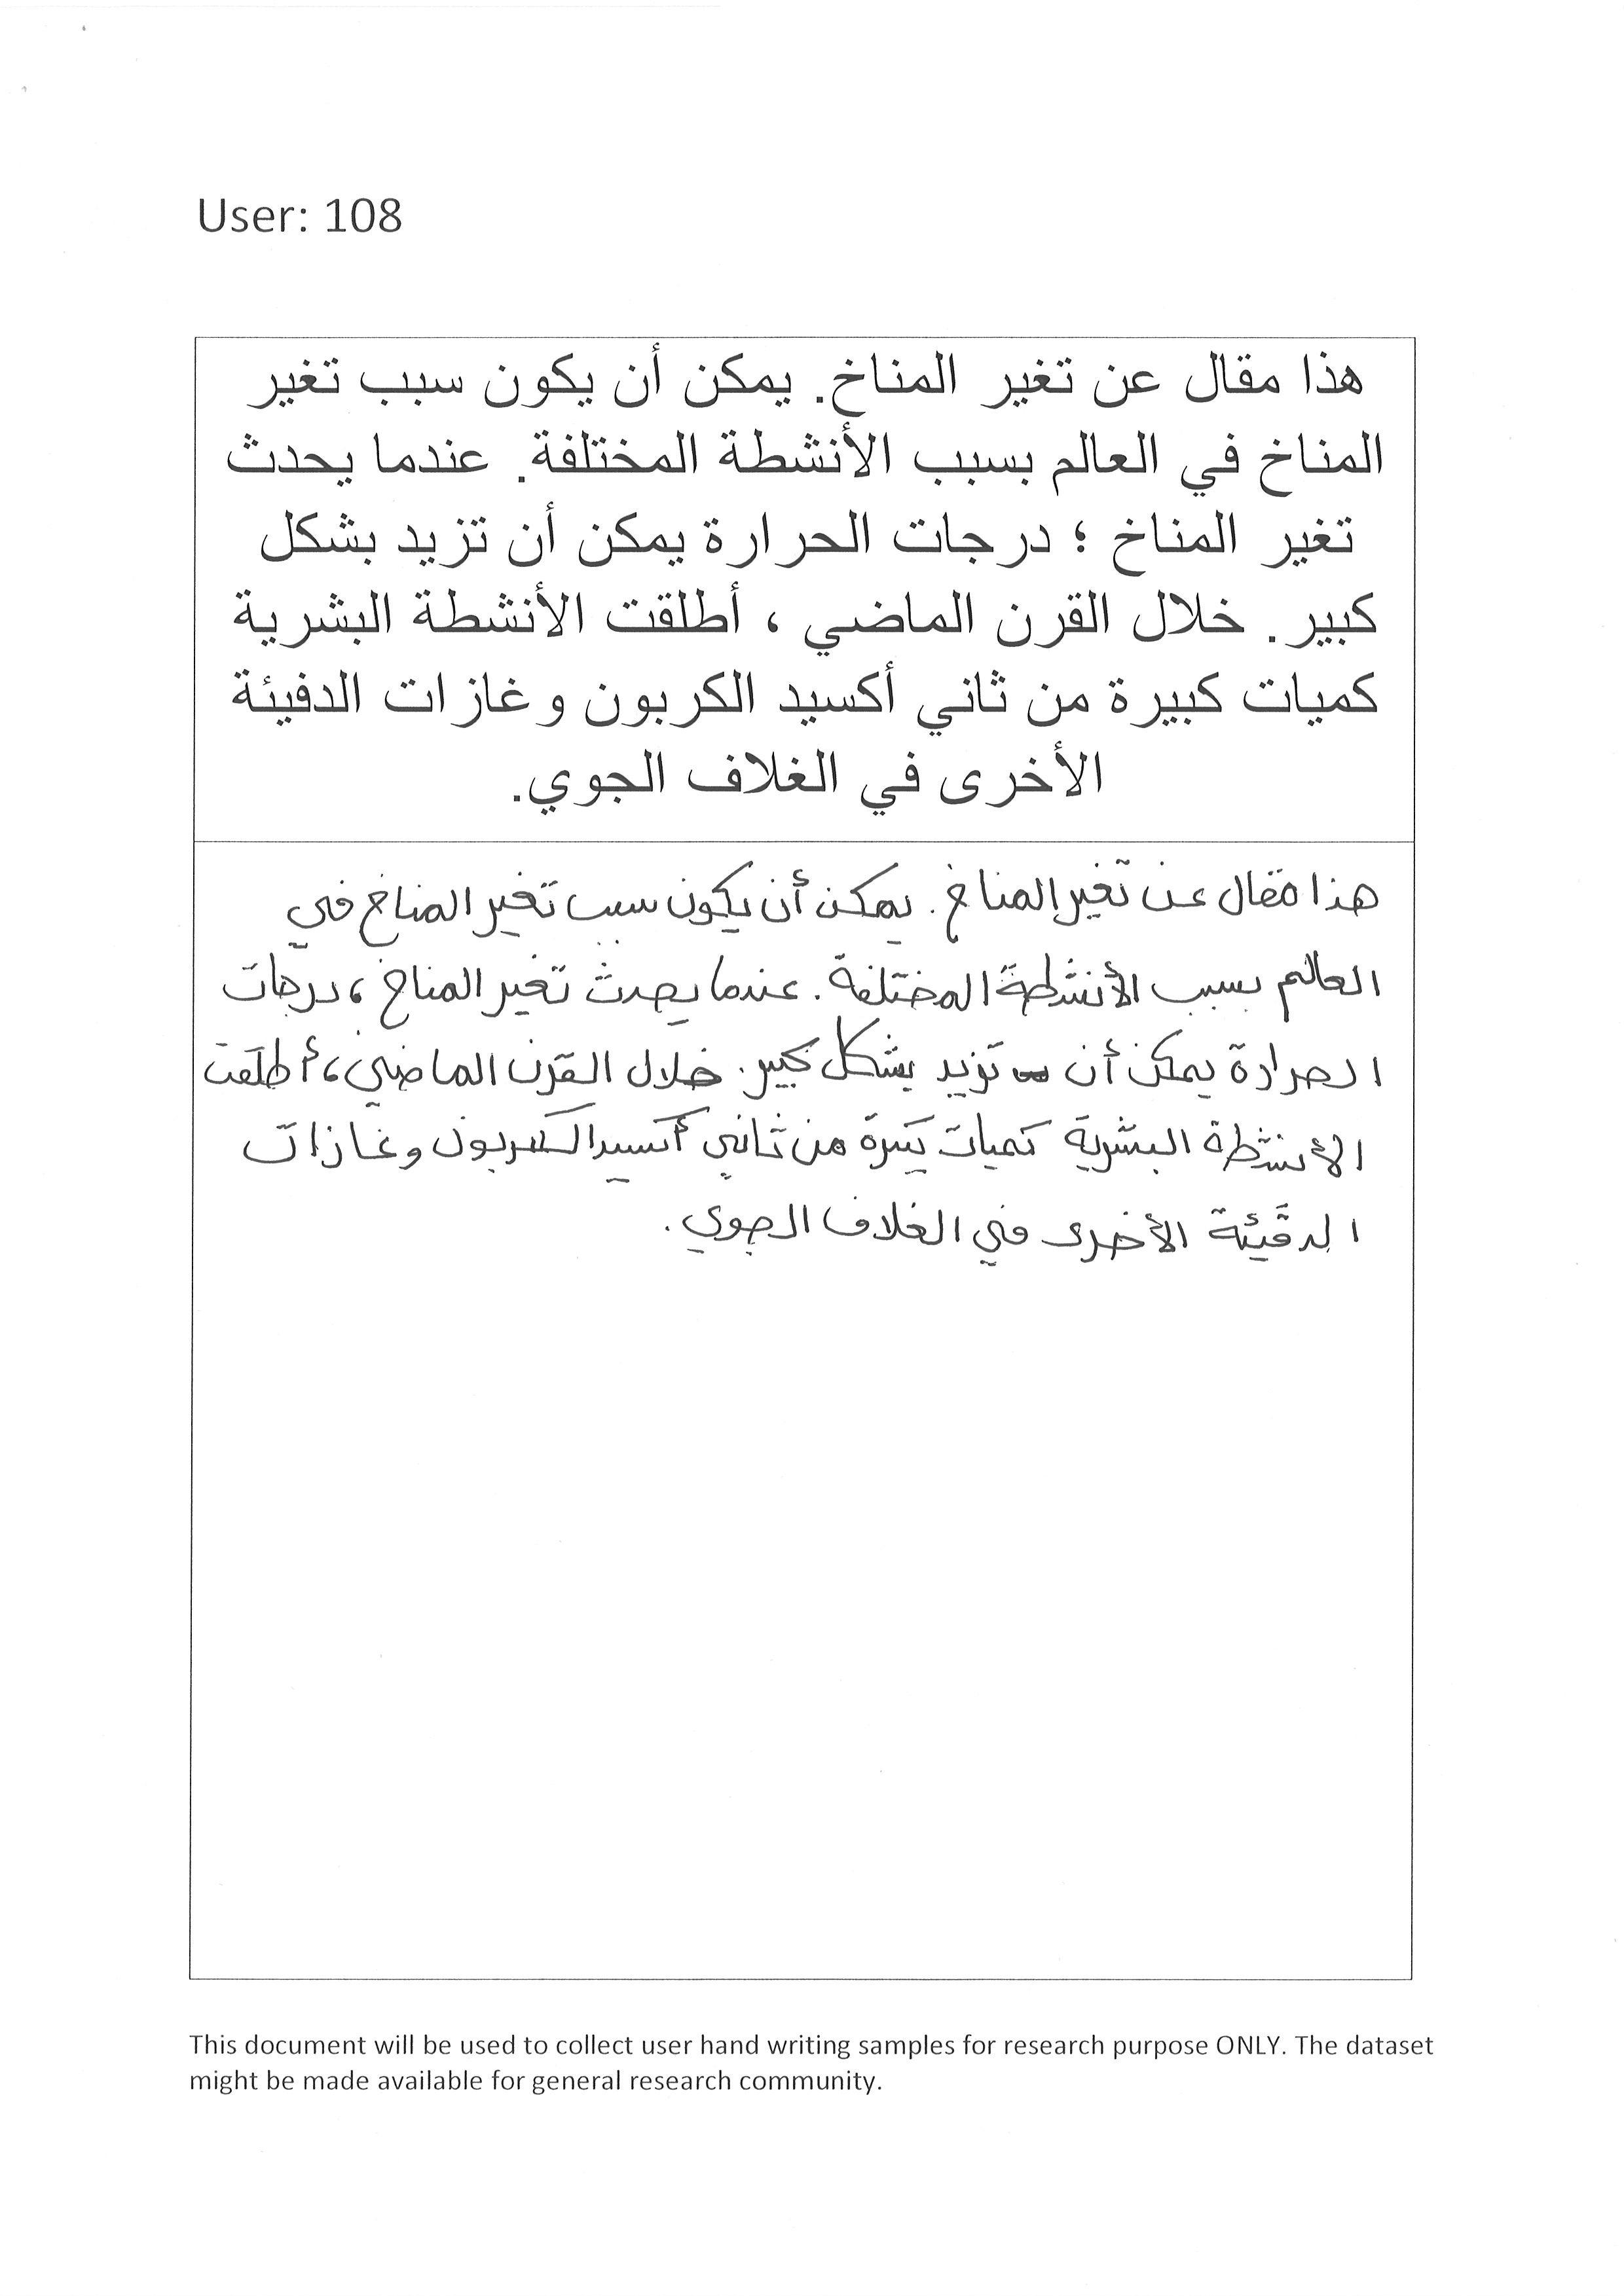 User: 108
هذا مقال عن تغير المناخ. يمكن أن يكون سبب تغير
المناخ في العالم بسبب الأنشطة المختلفة. عندما يحدث
تغير المناخ ؛ درجات الحرارة يمكن أن تزيد بشكل
كبير. خلال القرن الماضي ، أطلقت الأنشطة البشرية
كميات كبيرة من ثاني أكسيد الكربون وغازات الدفيئة
الأخرى في الغلاف الجوي.
هذا مقال عن تغير المناخ. يمكن أن يكون سبب تغير المناخ في
العالم بسبب الأنشطة المختلفة. عندما يحدث تغير المناخ ، درجات
الحرارة يمكن أن تزيد بشكل كبير. خلال القرن الماضي ، أطلقت
الأنشطة البشرية كميات كبيرة من ثاني أكسيد الكربون وغازات
الدفيئة الأخرى في الغلاف الجوي.
This document will be used to collect user hand writing samples for research purpose ONLY. The dataset
might be made available for general research community.